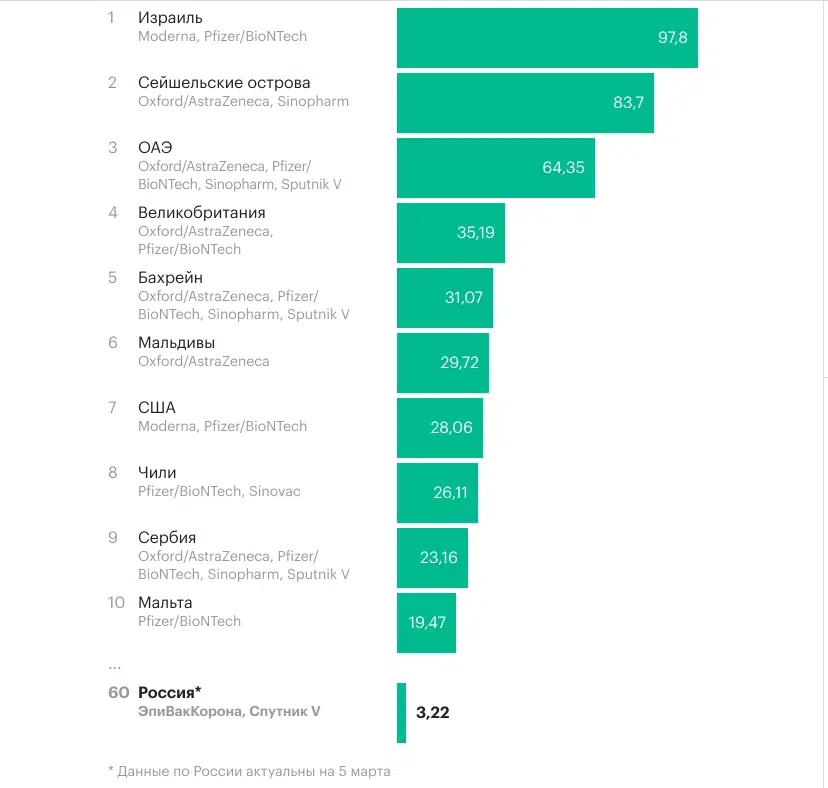 1 Израиль
Moderna, Pfizer/BioNTech
97,8
2 Сейшельские острова
Oxford/AstraZeneca, Sinopharm
83,7
3 ОАЭ
Oxford/AstraZeneca, Pfizer/
BioNTech, Sinopharm, Sputnik V
64,35
4 Великобритания
Oxford/AstraZeneca,
Pfizer/BioNTech
35,19
5 Бахрейн
Oxford/AstraZeneca, Pfizer/
BioNTech, Sinopharm, Sputnik V
31,07
6 Мальдивы
Oxford/AstraZeneca
29,72
7 США
Moderna, Pfizer/BioNTech
28,06
8 Чили
Pfizer/BioNTech, Sinovac
26,11
9 Сербия
Oxford/AstraZeneca, Pfizer/
BioNTech, Sinopharm, Sputnik V
23,16
10 Мальта
Pfizer/BioNTech
19,47
...
60 Россия*
ЭпиВакКорона, Спутник V
3,22
* Данные по России актуальны на 5 марта